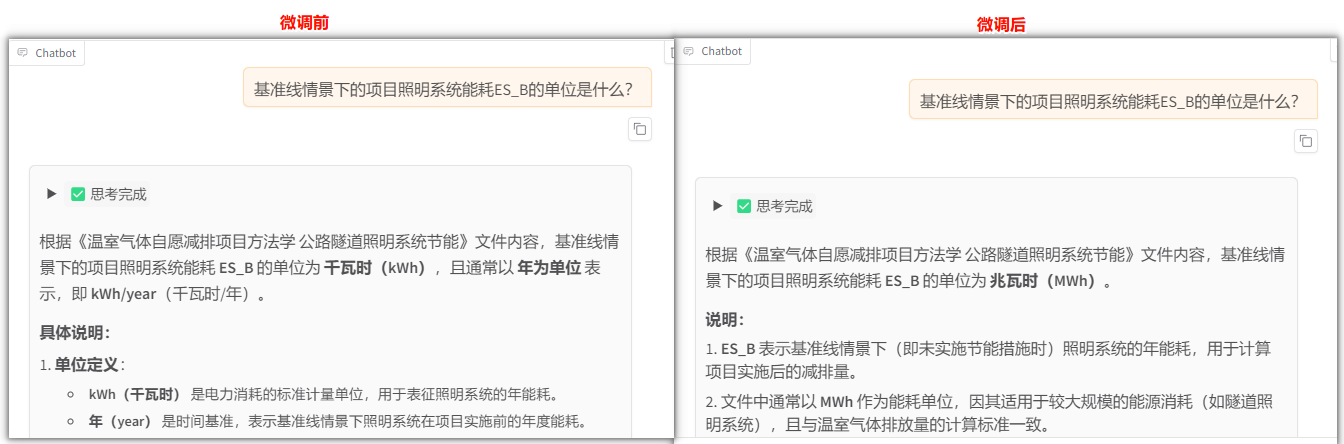 微调前
Chatbot
基准线情景下的项目照明系统能耗ES_B的单位是什么？
思考完成
根据《温室气体自愿减排项目方法学 公路隧道照明系统节能》文件内容，基准线情
景下的项目照明系统能耗 ES_B 的单位为 千瓦时（kWh），且通常以 年为单位 表
示，即 kWh/year（千瓦时/年）。
具体说明：
1. 单位定义：
kWh（千瓦时） 是电力消耗的标准计量单位，用于表征照明系统的年能耗。
年（year） 是时间基准，表示基准线情景下照明系统在项目实施前的年度能耗。
微调后
Chatbot
基准线情景下的项目照明系统能耗ES_B的单位是什么？
思考完成
根据《温室气体自愿减排项目方法学 公路隧道照明系统节能》文件内容，基准线情
景下的项目照明系统能耗 ES_B 的单位为 兆瓦时（MWh）。
说明：
1. ES_B 表示基准线情景下（即未实施节能措施时）照明系统的年能耗，用于计算
项目实施后的减排量。
2. 文件中通常以 MWh 作为能耗单位，因其适用于较大规模的能源消耗（如隧道照
明系统），且与温室气体排放量的计算标准一致。